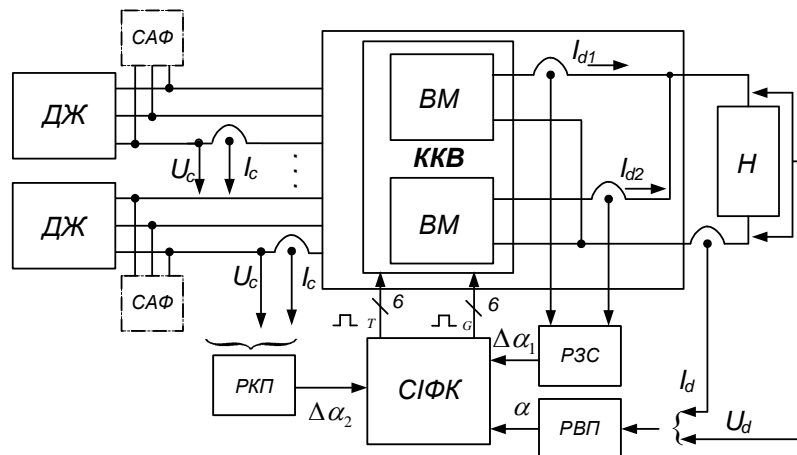 САФ
ДЖ
U_c
I_c
ВМ
ККВ
ВМ
I_d1
I_d2
Н
ДЖ
САФ
U_c
I_c
T
6
G
6
РКП
Δα_2
СІФК
Δα_1
РЗС
α
РВП
I_d
U_d